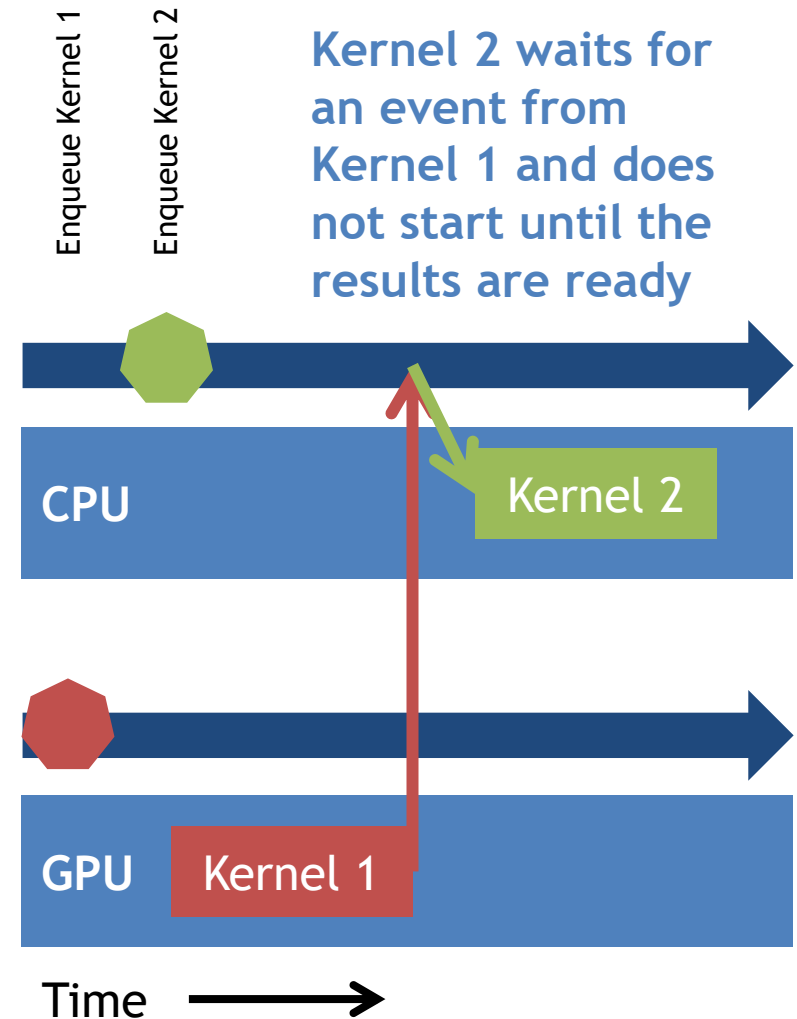 Enqueue Kernel 1
Enqueue Kernel 2
Kernel 2 waits for
an event from
Kernel 1 and does
not start until the
results are ready
CPU
Kernel 2
GPU
Kernel 1
Time